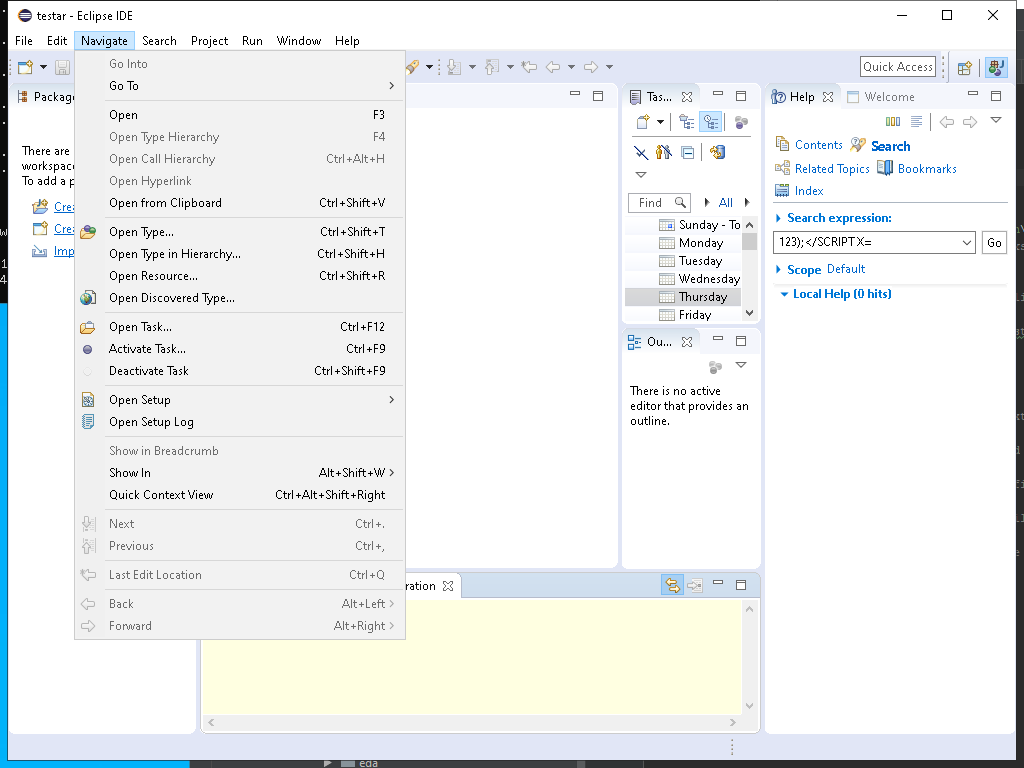 testar - Eclipse IDE
File Edit Navigate Search Project Run Window Help
Quick Access
Go Into
Go To
Open F3
Open Type Hierarchy F4
Open Call Hierarchy Ctrl+Alt+H
Open Hyperlink
Open from Clipboard Ctrl+Shift+V
Open Type... Ctrl+Shift+T
Open Type in Hierarchy... Ctrl+Shift+H
Open Resource... Ctrl+Shift+R
Open Discovered Type...
Open Task... Ctrl+F12
Activate Task... Ctrl+F9
Deactivate Task Ctrl+Shift+F9
Open Setup
Open Setup Log
Show in Breadcrumb
Show In Alt+Shift+W
Quick Context View Ctrl+Alt+Shift+Right
Next Ctrl+.
Previous Ctrl+,
Last Edit Location Ctrl+Q
Back Alt+Left
Forward Alt+Right
Packag
There are
workspac
To add a p
Cre
Cre
Imp
ration
Tas...
Find All
Sunday - To
Monday
Tuesday
Wednesday
Thursday
Friday
Ou...
There is no active
editor that provides an
outline.
Help Welcome
Contents Search
Related Topics Bookmarks
Index
Search expression:
123);</SCRIPT X= Go
Scope Default
Local Help (0 hits)
eda